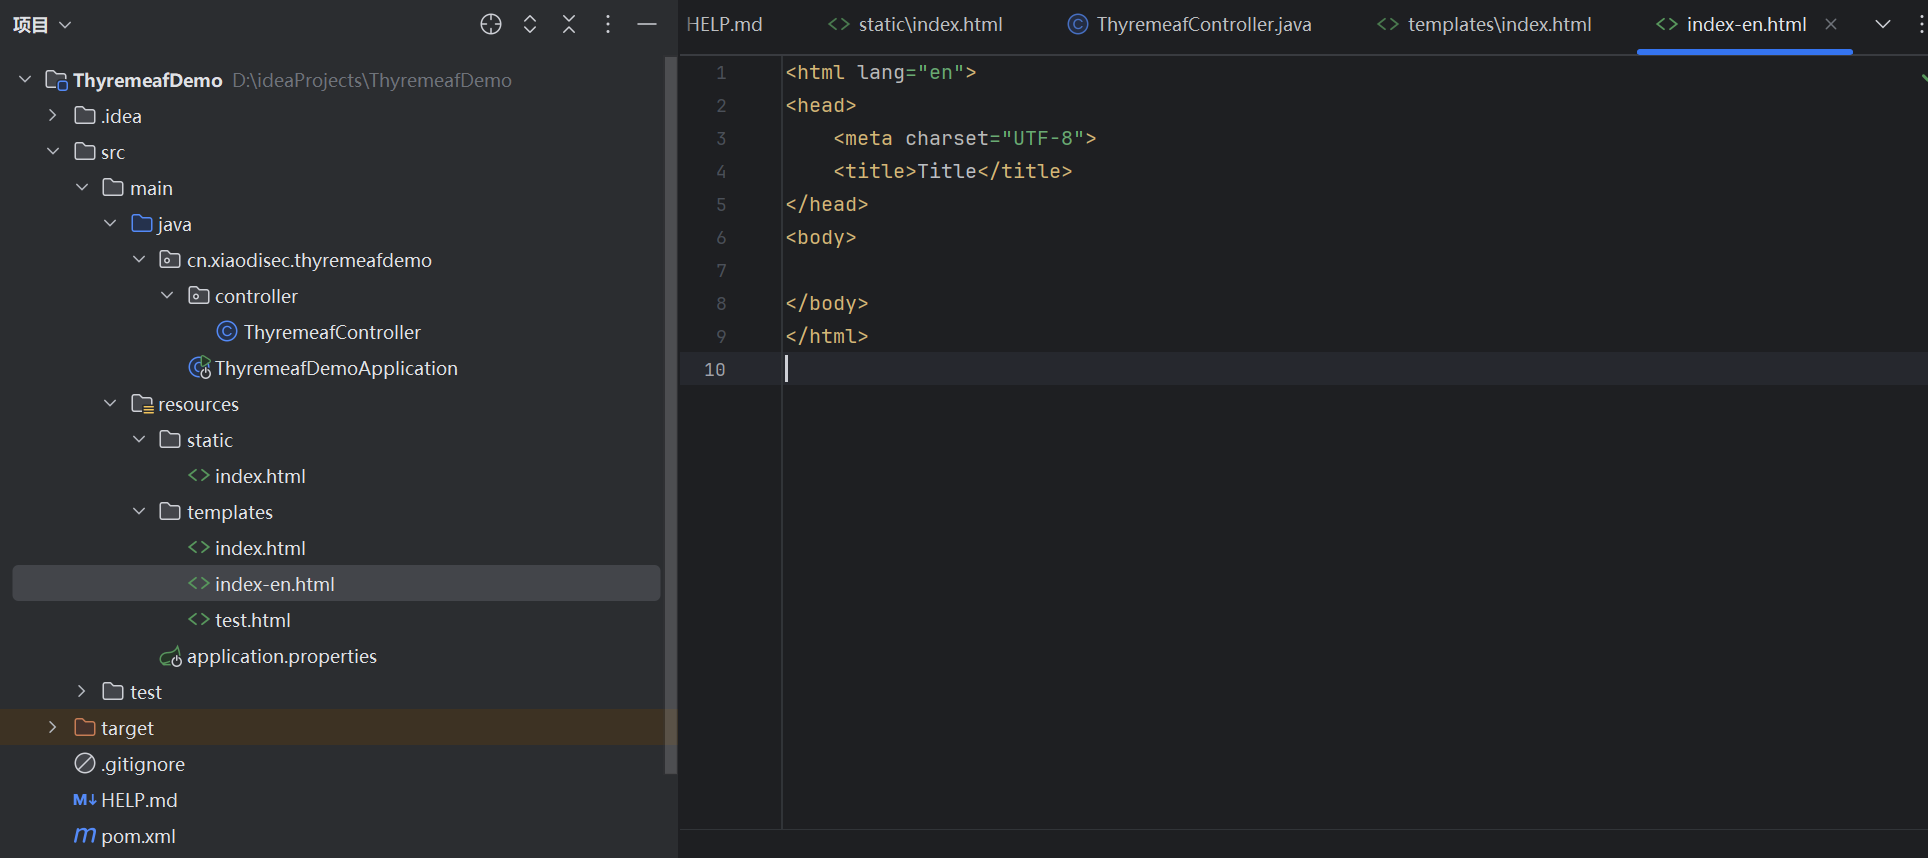 项目
ThyremeafDemo D:\ideaProjects\ThyremeafDemo
.idea
src
main
java
cn.xiaodisec.thyremeafdemo
controller
ThyremeafController
ThyremeafDemoApplication
resources
static
index.html
templates
index.html
index-en.html
test.html
application.properties
test
target
.gitignore
HELP.md
pom.xml
HELP.md static\index.html ThyremeafController.java templates\index.html index-en.html
1 <html lang="en">
2 <head>
3 <meta charset="UTF-8">
4 <title>Title</title>
5 </head>
6 <body>
7
8 </body>
9 </html>
10